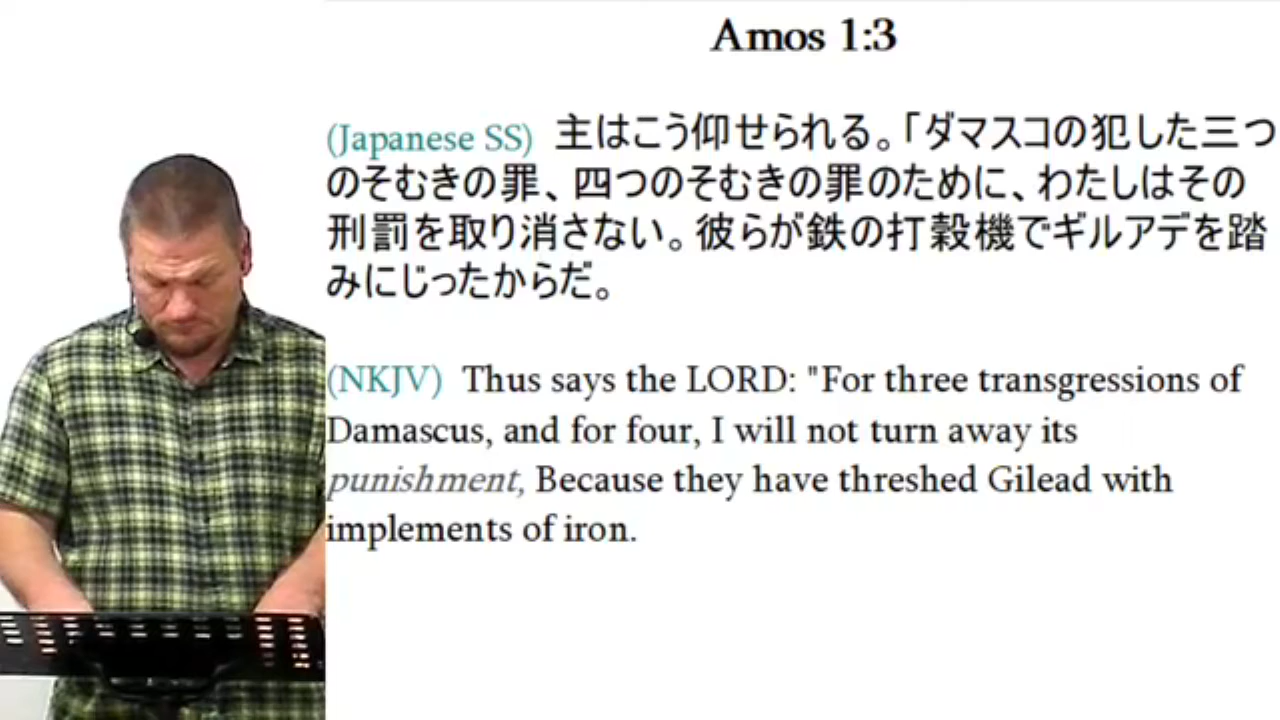 Amos 1:3
(Japanese SS) 主はこう仰せられる。「ダマスコの犯した三つ
のそむきの罪、四つのそむきの罪のために、わたしはその
刑罰を取り消さない。彼らが鉄の打穀機でギルアデを踏
みにじったからだ。
(NKJV) Thus says the LORD: "For three transgressions of
Damascus, and for four, I will not turn away its
punishment, Because they have threshed Gilead with
implements of iron.